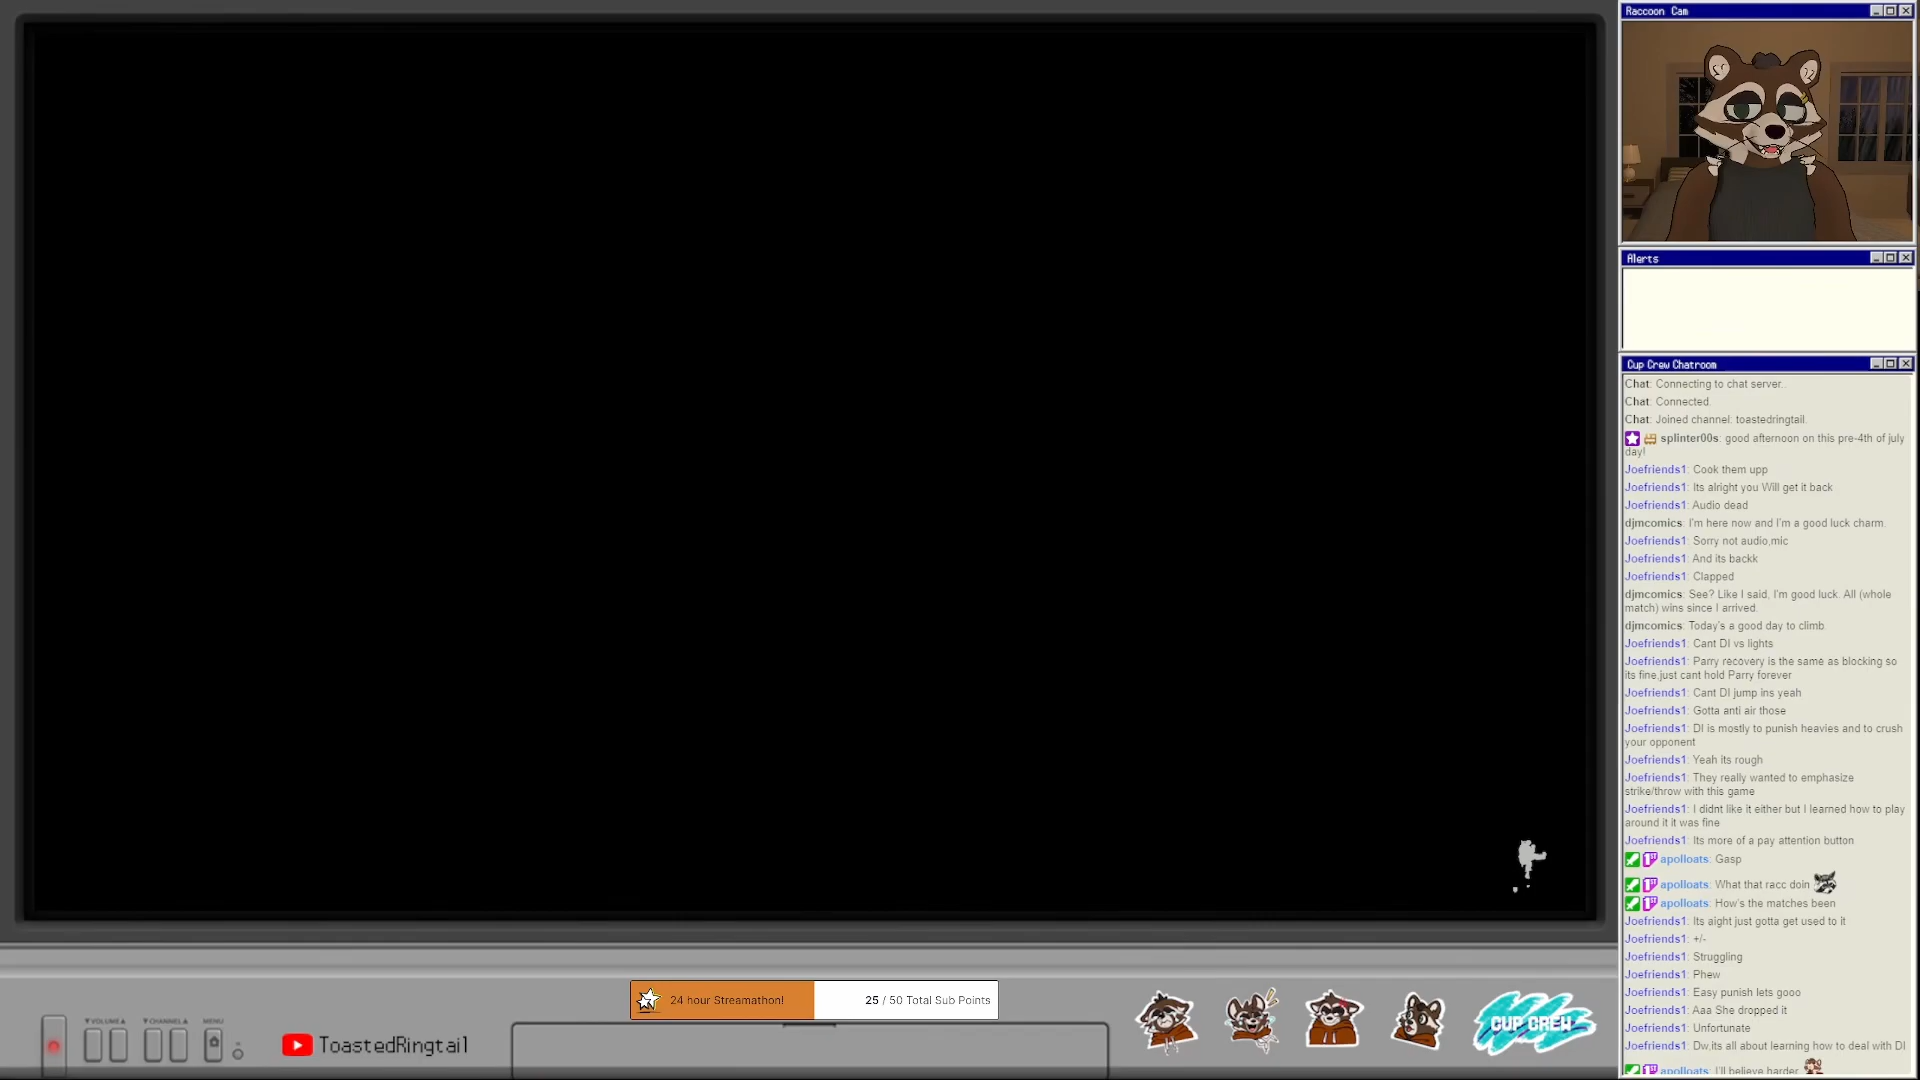 Raccoon Cam
Alerts
Cup Crew Chatroom
Chat: Connecting to chat server..
Chat: Connected.
Chat: Joined channel: toastedringtail.
splinter00s: good afternoon on this pre-4th of july
day!
Joefriends1: Cook them upp
Joefriends1: Its alright you Will get it back
Joefriends1: Audio dead
djmcomics: I'm here now and I'm a good luck charm.
Joefriends1: Sorry not audio,mic
Joefriends1: And its backk
Joefriends1: Clapped
djmcomics: See? Like I said, I'm good luck. All (whole
match) wins since I arrived.
djmcomics: Today's a good day to climb.
Joefriends1: Cant DI vs lights
Joefriends1: Parry recovery is the same as blocking so
its fine,just cant hold Parry forever
Joefriends1: Cant DI jump ins yeah
Joefriends1: Gotta anti air those
Joefriends1: DI is mostly to punish heavies and to crush
your opponent
Joefriends1: Yeah its rough
Joefriends1: They really wanted to emphasize
strike/throw with this game
Joefriends1: I didnt like it either but I learned how to play
around it it was fine
Joefriends1: Its more of a pay attention button
apolloats: Gasp
apolloats: What that racc doin
apolloats: How's the matches been
Joefriends1: Its aight just gotta get used to it
Joefriends1: +/-
Joefriends1: Struggling
Joefriends1: Phew
Joefriends1: Easy punish lets gooo
Joefriends1: Aaa She dropped it
Joefriends1: Unfortunate
Joefriends1: Dw,its all about learning how to deal with DI
apolloats: I'll believe harder
24 hour Streamathon! 25 / 50 Total Sub Points
VOLUME CHANNEL MENU
ToastedRingtail
CUP CREW